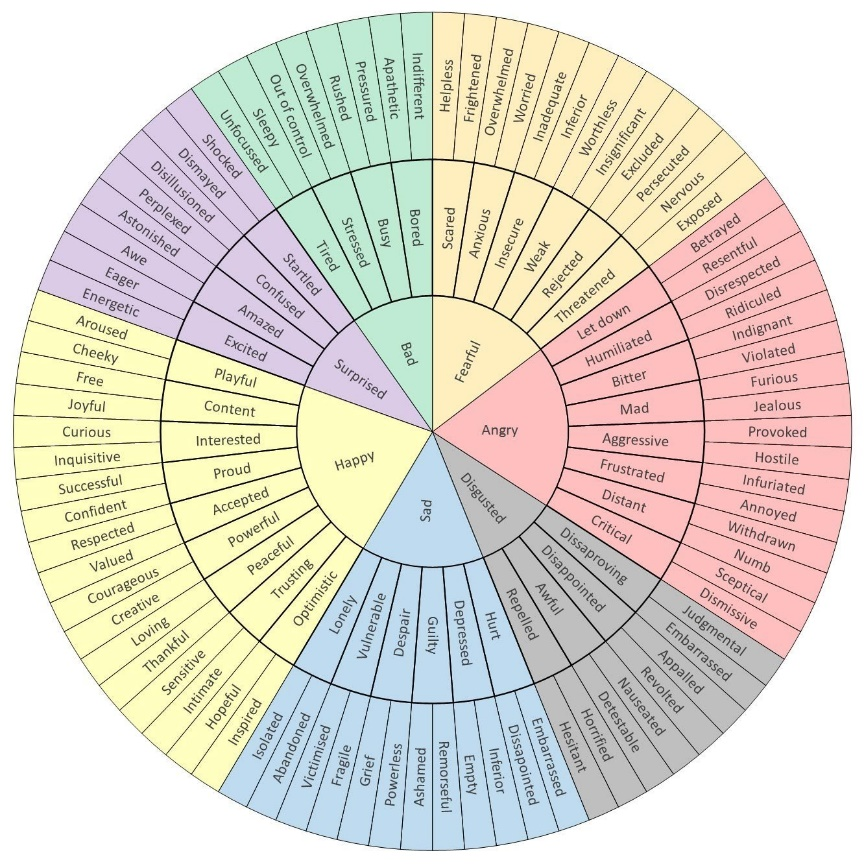 Fearful
Angry
Disgusted
Sad
Happy
Surprised
Bad
Scared
Anxious
Insecure
Weak
Rejected
Threatened
Let down
Humiliated
Bitter
Mad
Aggressive
Frustrated
Distant
Critical
Dissaproving
Disappointed
Awful
Repelled
Hurt
Depressed
Guilty
Despair
Vulnerable
Lonely
Optimistic
Trusting
Peaceful
Powerful
Accepted
Proud
Interested
Content
Playful
Excited
Amazed
Confused
Startled
Tired
Stressed
Busy
Bored
Helpless
Frightened
Overwhelmed
Worried
Inadequate
Inferior
Worthless
Insignificant
Excluded
Persecuted
Nervous
Exposed
Betrayed
Resentful
Disrespected
Ridiculed
Indignant
Violated
Furious
Jealous
Provoked
Hostile
Infuriated
Annoyed
Withdrawn
Numb
Sceptical
Dismissive
Judgmental
Embarrassed
Appalled
Revolted
Nauseated
Detestable
Horrified
Hesitant
Embarrassed
Dissapointed
Inferior
Empty
Remorseful
Ashamed
Powerless
Grief
Fragile
Victimised
Abandoned
Isolated
Inspired
Hopeful
Intimate
Sensitive
Thankful
Loving
Creative
Courageous
Valued
Respected
Confident
Successful
Inquisitive
Curious
Joyful
Free
Cheeky
Aroused
Energetic
Eager
Awe
Astonished
Perplexed
Disillusioned
Dismayed
Shocked
Unfocussed
Sleepy
Out of control
Overwhelmed
Rushed
Pressured
Apathetic
Indifferent